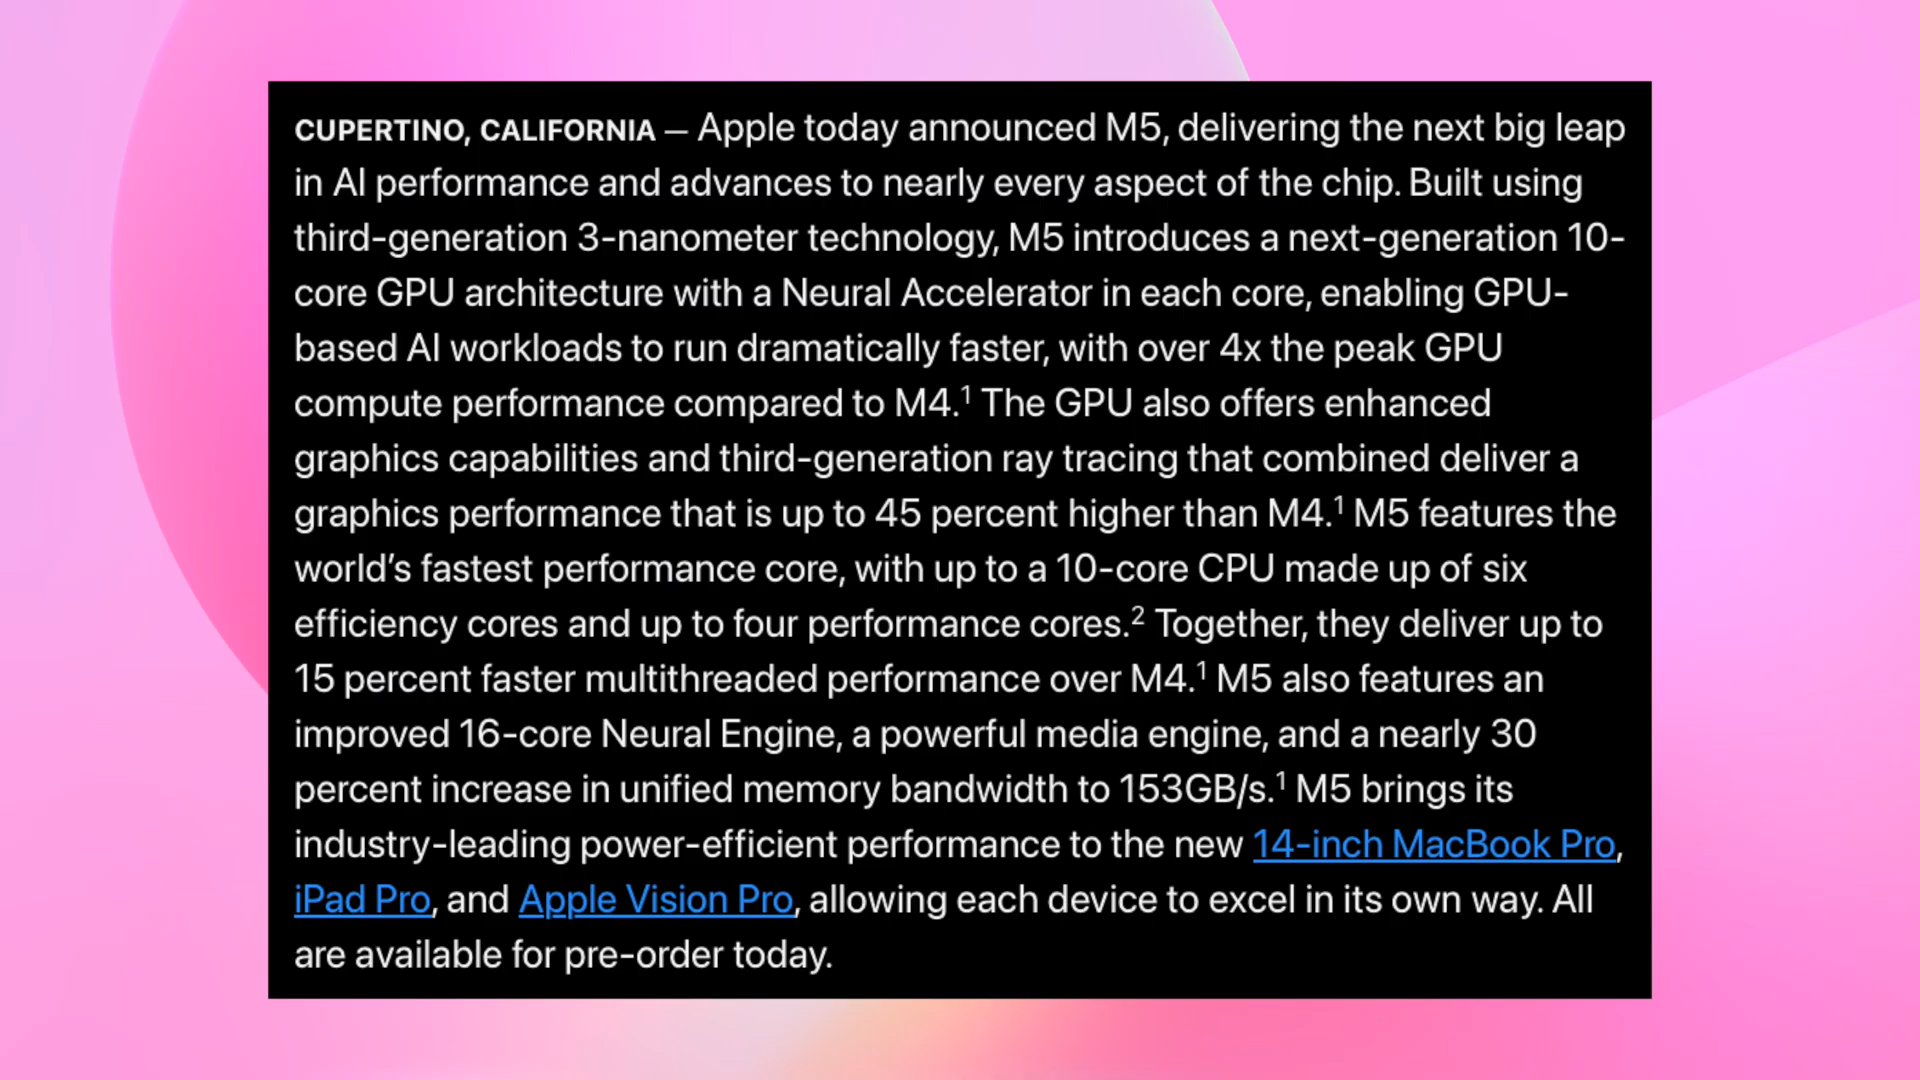 CUPERTINO, CALIFORNIA — Apple today announced M5, delivering the next big leap
in AI performance and advances to nearly every aspect of the chip. Built using
third-generation 3-nanometer technology, M5 introduces a next-generation 10-
core GPU architecture with a Neural Accelerator in each core, enabling GPU-
based AI workloads to run dramatically faster, with over 4x the peak GPU
compute performance compared to M4.¹ The GPU also offers enhanced
graphics capabilities and third-generation ray tracing that combined deliver a
graphics performance that is up to 45 percent higher than M4.¹ M5 features the
world’s fastest performance core, with up to a 10-core CPU made up of six
efficiency cores and up to four performance cores.² Together, they deliver up to
15 percent faster multithreaded performance over M4.¹ M5 also features an
improved 16-core Neural Engine, a powerful media engine, and a nearly 30
percent increase in unified memory bandwidth to 153GB/s.¹ M5 brings its
industry-leading power-efficient performance to the new 14-inch MacBook Pro,
iPad Pro, and Apple Vision Pro, allowing each device to excel in its own way. All
are available for pre-order today.